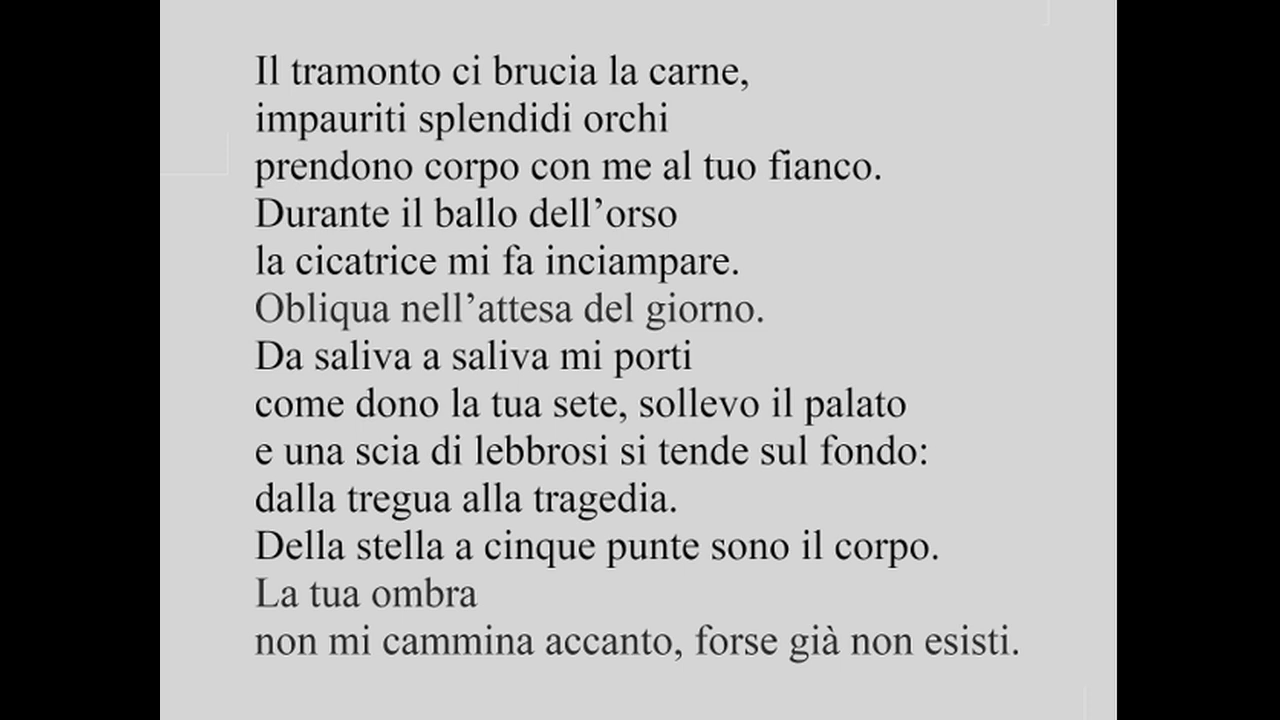 Il tramonto ci brucia la carne,
impauriti splendidi orchi
prendono corpo con me al tuo fianco.
Durante il ballo dell’orso
la cicatrice mi fa inciampare.
Obliqua nell’attesa del giorno.
Da saliva a saliva mi porti
come dono la tua sete, sollevo il palato
e una scia di lebbrosi si tende sul fondo:
dalla tregua alla tragedia.
Della stella a cinque punte sono il corpo.
La tua ombra
non mi cammina accanto, forse già non esisti.